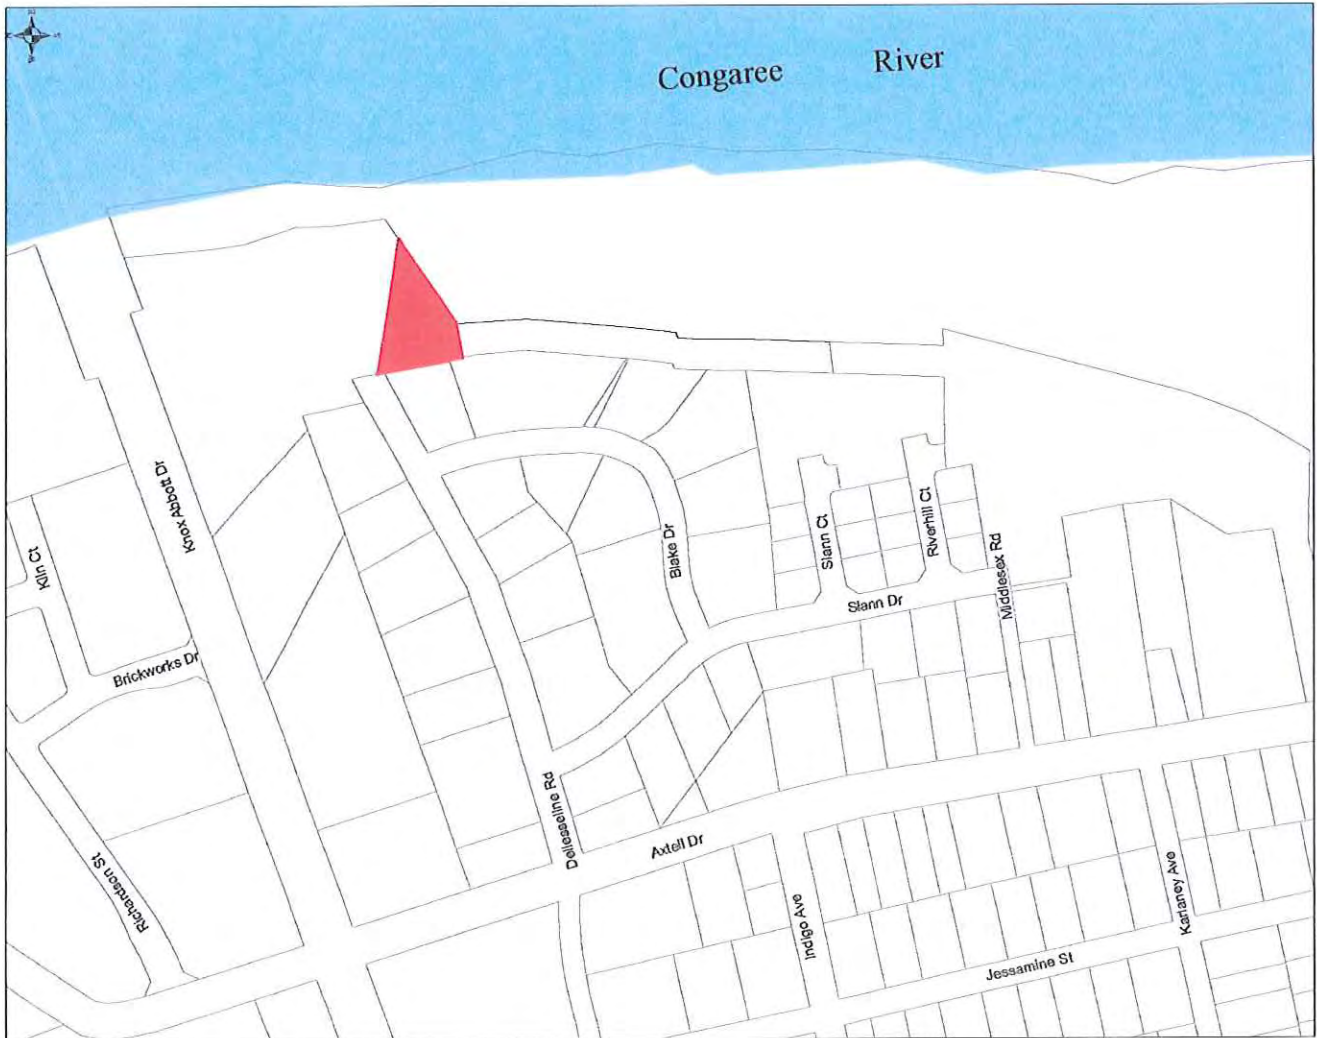 Congaree River
Knox Abbott Dr
Kiln Ct
Blake Dr
Slann Ct
Riverhill Ct
Middlesex Rd
Slann Dr
Brickworks Dr
Dellesseline Rd
Axtell Dr
Richardson St
Indigo Ave
Karlaney Ave
Jessamine St